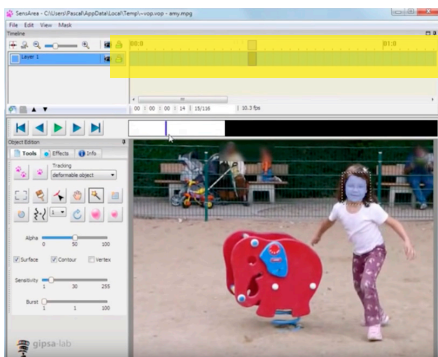 SensArea - C:\Users\Pascal\AppData\Local\Temp\--vop.vop - amy.mpg
File Edit View Mask
Timeline
00:0 01:0
Layer 1
00 | 00 | 00 | 14 | 15/116 | 10.3 fps
Object Edition
Tools Effects Info
Tracking
deformable object
Alpha
0 50 100
Surface Contour Vertex
Sensitivity
1 30 255
Burst
1 1 100
gipsa-lab